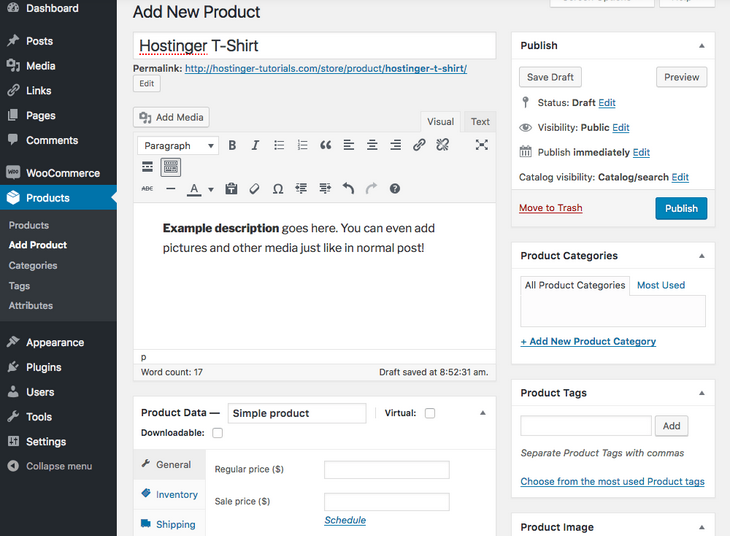 Dashboard
Posts
Media
Links
Pages
Comments
WooCommerce
Products
Products
Add Product
Categories
Tags
Attributes
Appearance
Plugins
Users
Tools
Settings
Collapse menu
Add New Product
Hostinger T-Shirt
Permalink: http://hostinger-tutorials.com/store/product/hostinger-t-shirt/
Edit
Add Media
Visual Text
Paragraph B I
ABC A Ω
Example description goes here. You can even add
pictures and other media just like in normal post!
p
Word count: 17 Draft saved at 8:52:31 am.
Product Data — Simple product Virtual:
Downloadable:
General
Inventory
Shipping
Regular price ($)
Sale price ($)
Schedule
Publish
Save Draft Preview
Status: Draft Edit
Visibility: Public Edit
Publish immediately Edit
Catalog visibility: Catalog/search Edit
Move to Trash Publish
Product Categories
All Product Categories Most Used
+ Add New Product Category
Product Tags
Add
Separate Product Tags with commas
Choose from the most used Product tags
Product Image